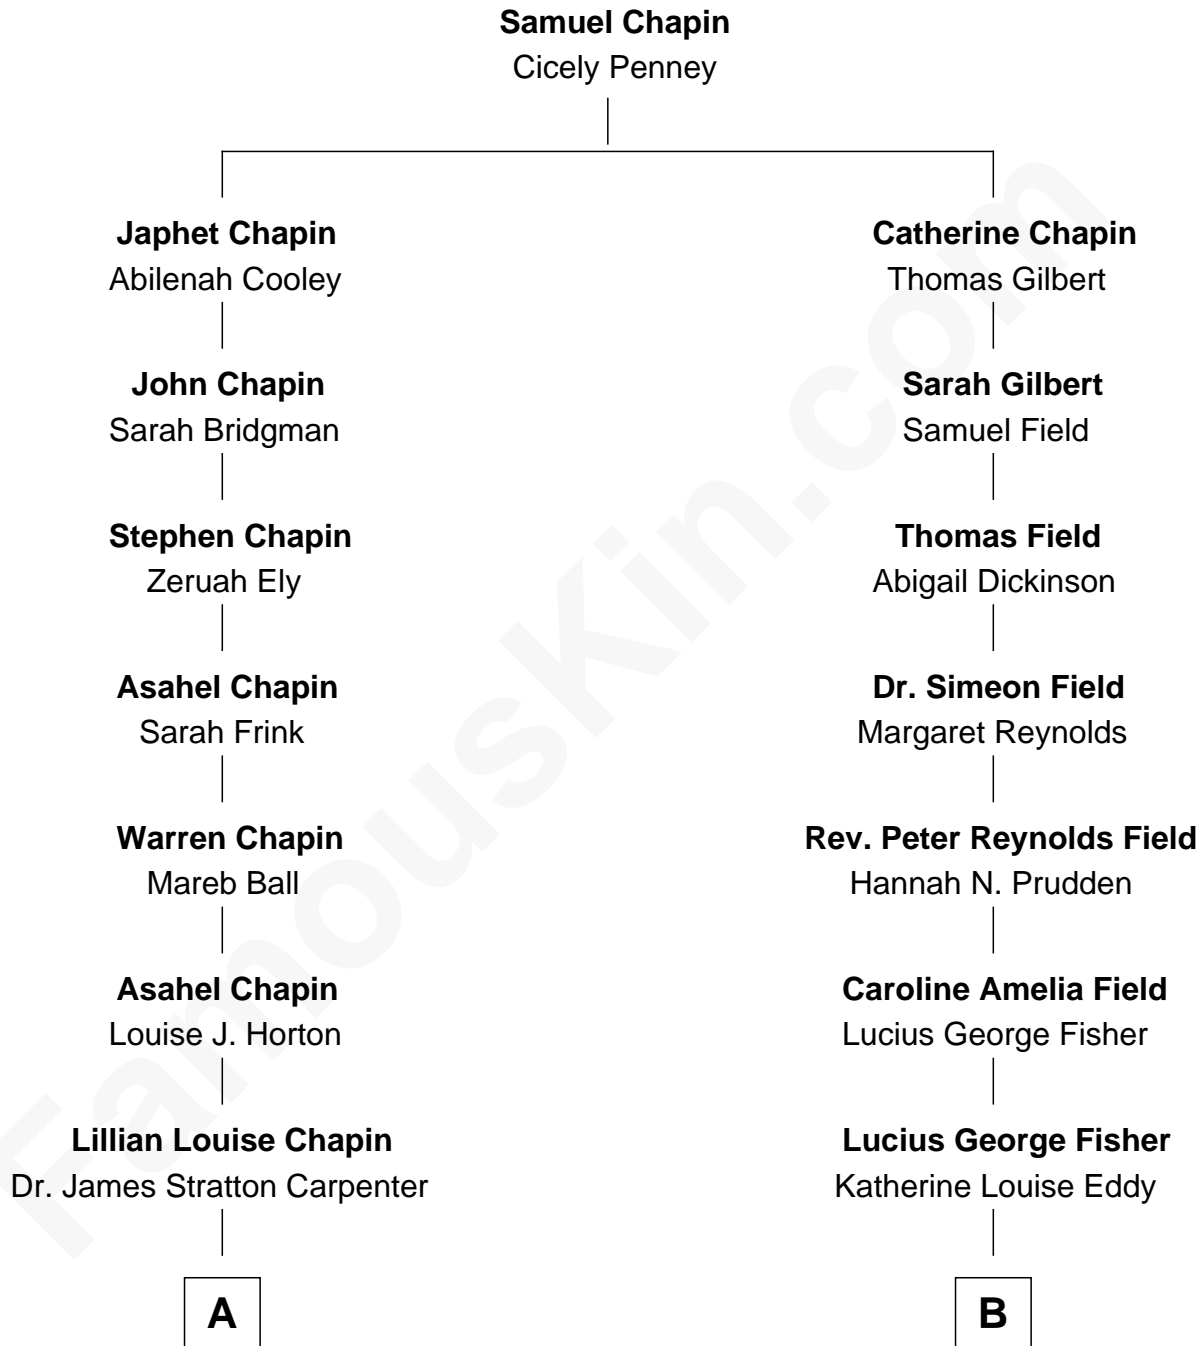 Samuel Chapin
Cicely Penney
Japhet Chapin
Abilenah Cooley
John Chapin
Sarah Bridgman
Stephen Chapin
Zeruah Ely
Asahel Chapin
Sarah Frink
Warren Chapin
Mareb Ball
Asahel Chapin
Louise J. Horton
Lillian Louise Chapin
Dr. James Stratton Carpenter
A
Catherine Chapin
Thomas Gilbert
Sarah Gilbert
Samuel Field
Thomas Field
Abigail Dickinson
Dr. Simeon Field
Margaret Reynolds
Rev. Peter Reynolds Field
Hannah N. Prudden
Caroline Amelia Field
Lucius George Fisher
Lucius George Fisher
Katherine Louise Eddy
B
FamousKin.com